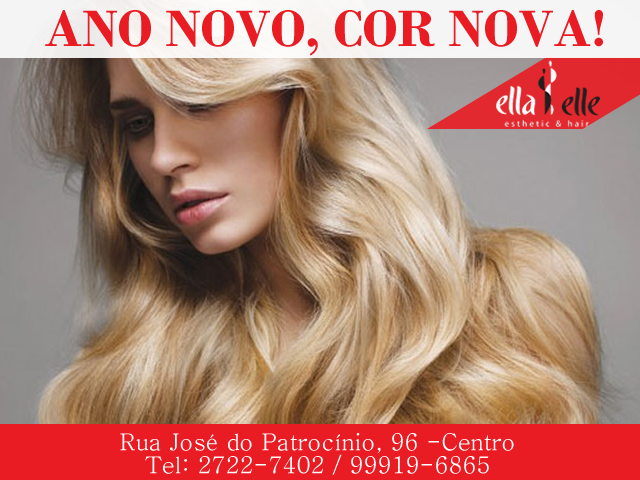 ANO NOVO, COR NOVA!
ella elle
esthetic & hair
Rua José do Patrocínio, 96 -Centro
Tel: 2722-7402 / 99919-6865